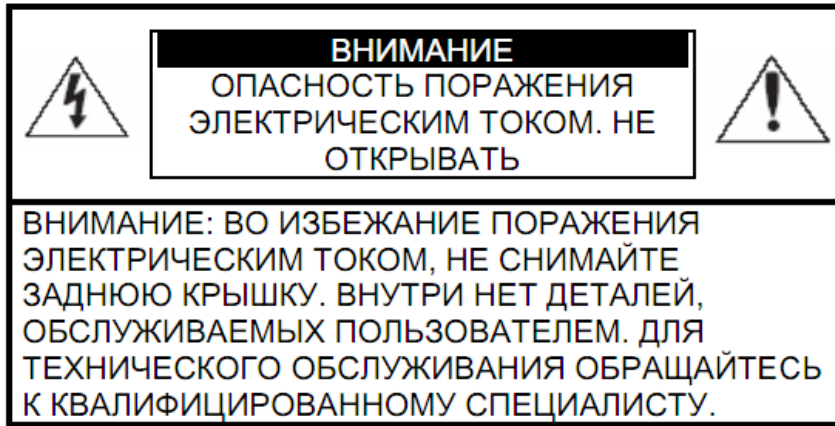 ВНИМАНИЕ
ОПАСНОСТЬ ПОРАЖЕНИЯ
ЭЛЕКТРИЧЕСКИМ ТОКОМ. НЕ
ОТКРЫВАТЬ
ВНИМАНИЕ: ВО ИЗБЕЖАНИЕ ПОРАЖЕНИЯ
ЭЛЕКТРИЧЕСКИМ ТОКОМ, НЕ СНИМАЙТЕ
ЗАДНЮЮ КРЫШКУ. ВНУТРИ НЕТ ДЕТАЛЕЙ,
ОБСЛУЖИВАЕМЫХ ПОЛЬЗОВАТЕЛЕМ. ДЛЯ
ТЕХНИЧЕСКОГО ОБСЛУЖИВАНИЯ ОБРАЩАЙТЕСЬ
К КВАЛИФИЦИРОВАННОМУ СПЕЦИАЛИСТУ.